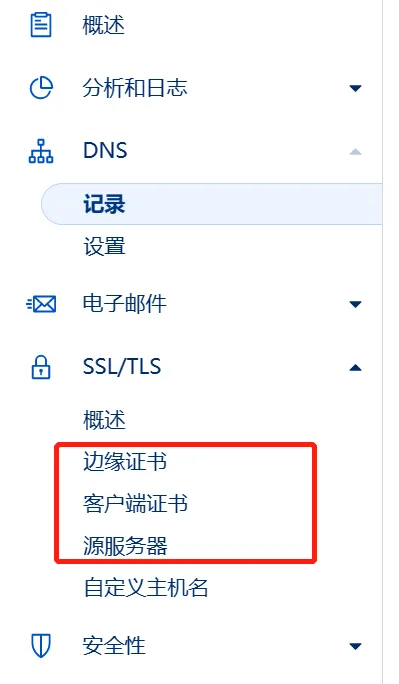 概述
分析和日志
DNS
记录
设置
电子邮件
SSL/TLS
概述
边缘证书
客户端证书
源服务器
自定义主机名
安全性